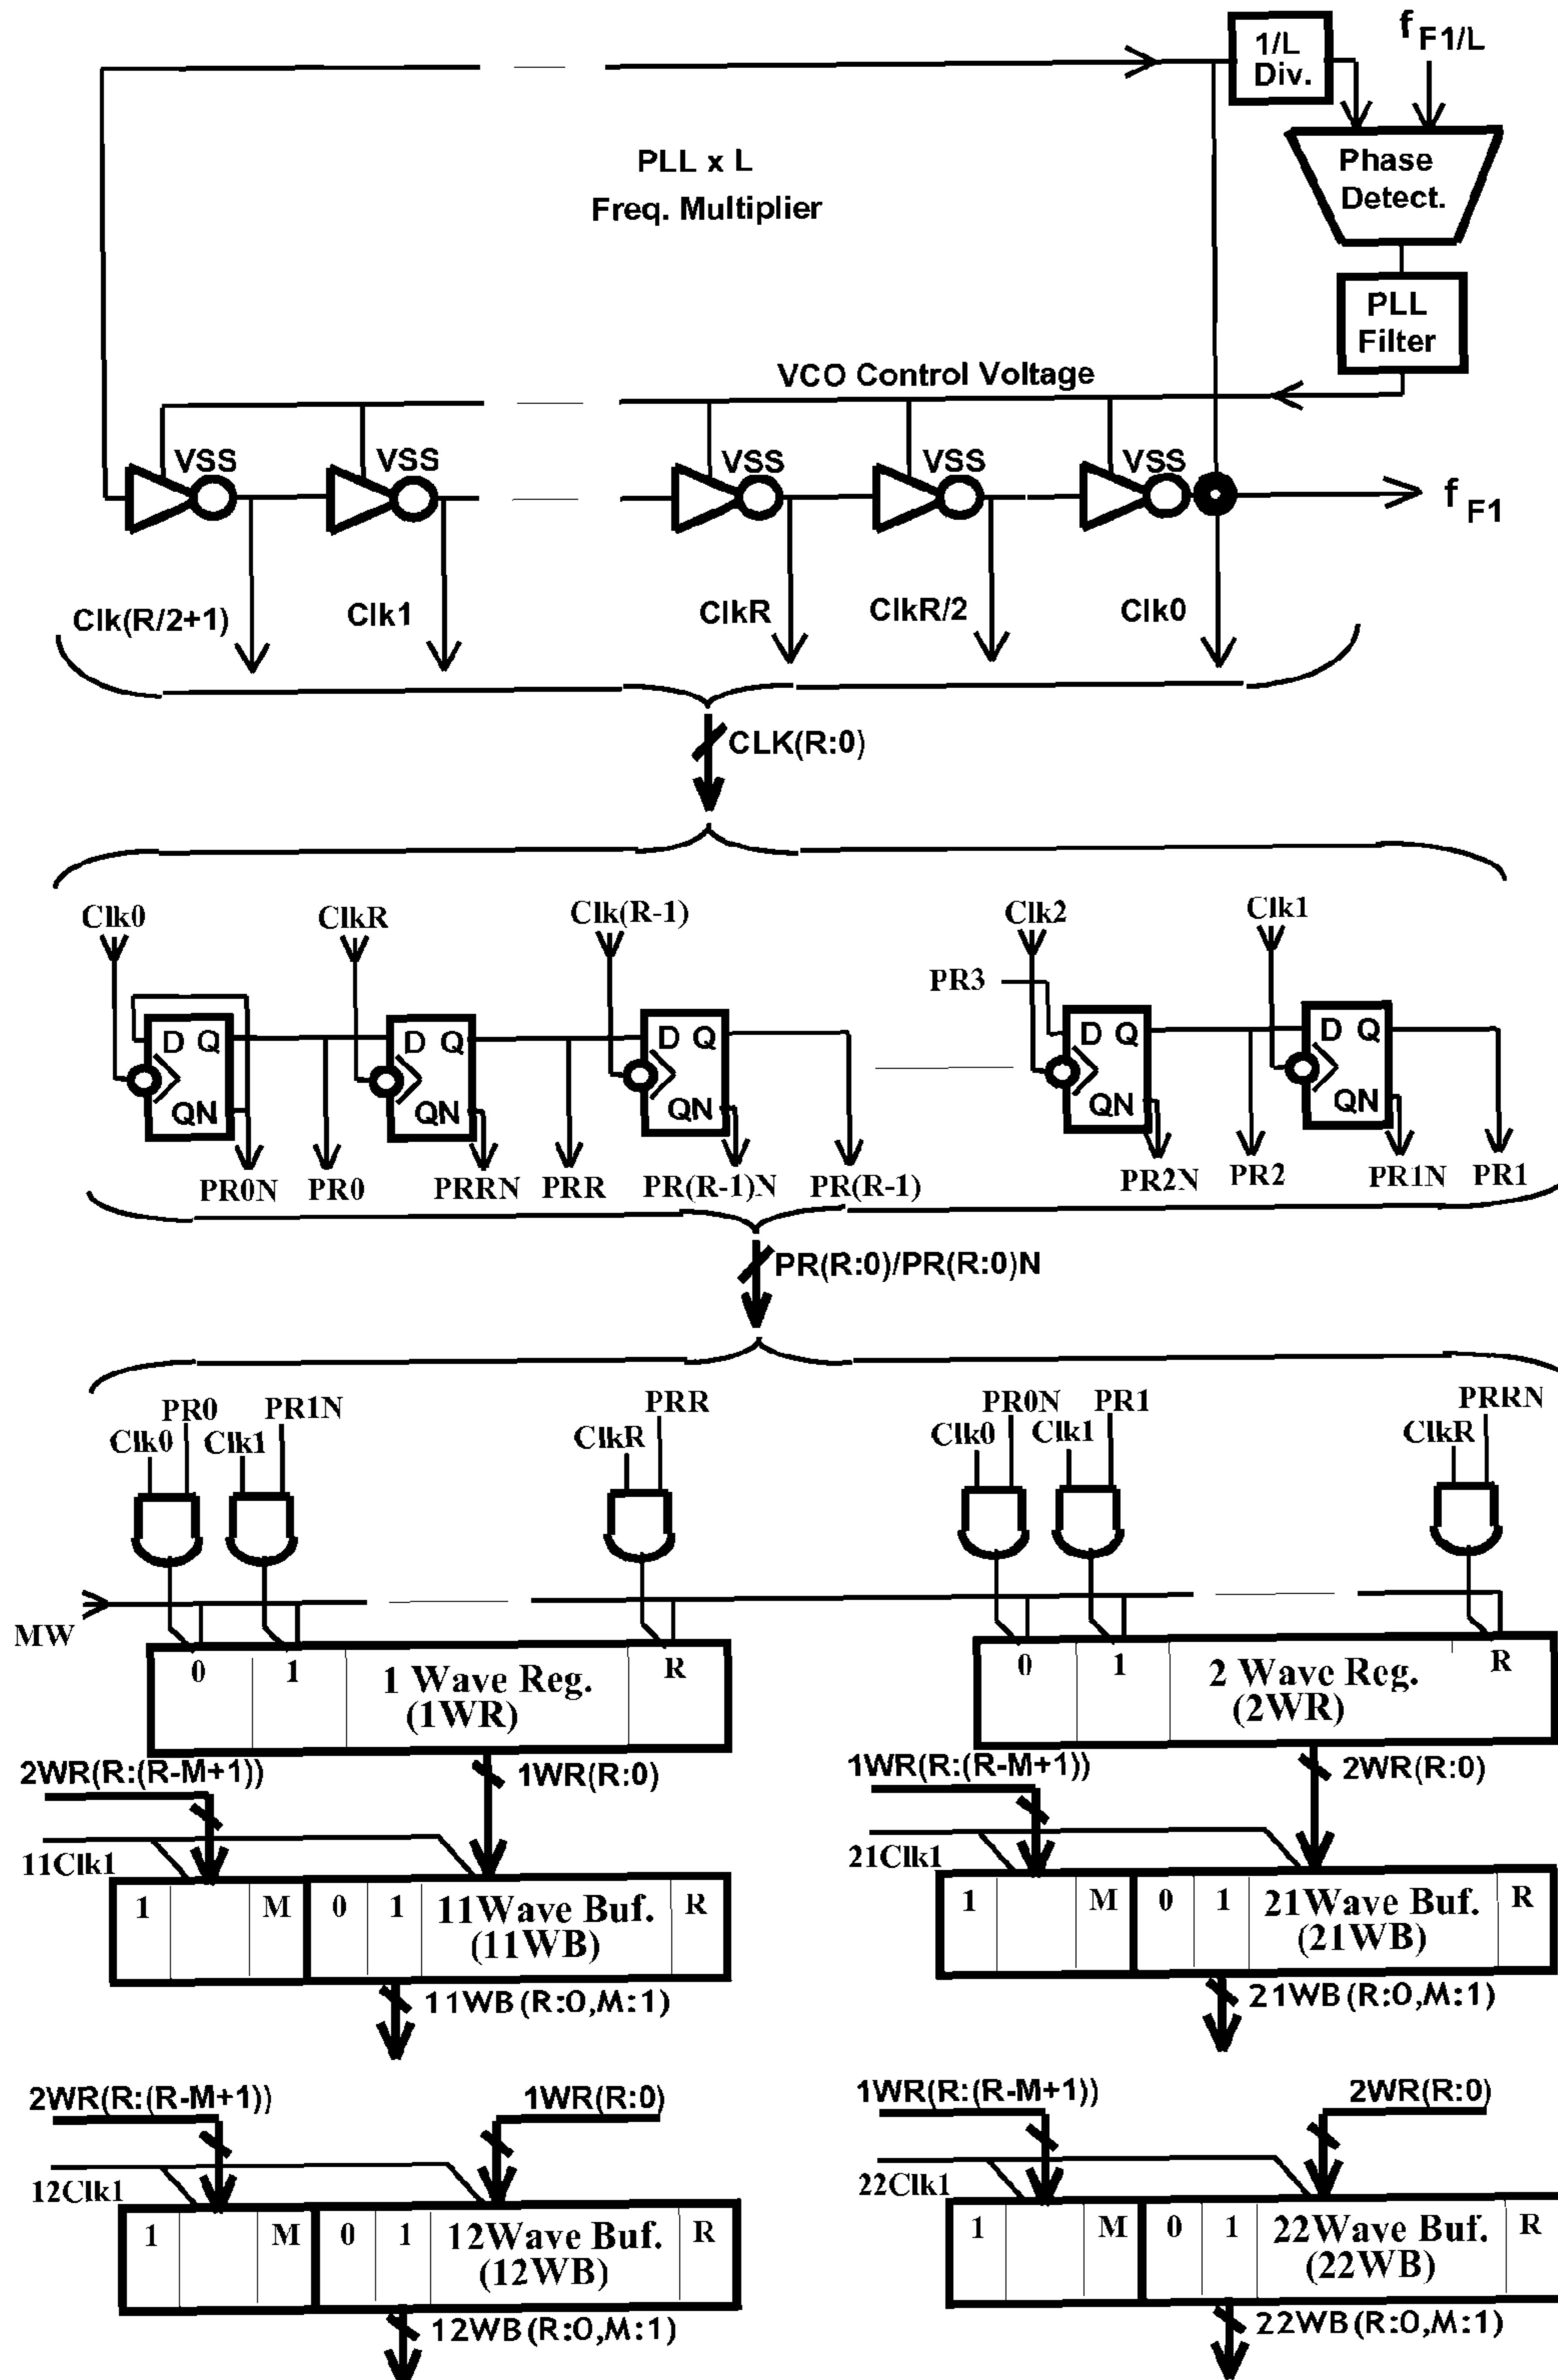 1/L
Div.
f F1/L
PLL x L
Freq. Multiplier
Phase
Detect.
PLL
Filter
VCO Control Voltage
VSS VSS VSS VSS VSS
f F1
Clk(R/2+1) Clk1 ClkR ClkR/2 Clk0
CLK(R:0)
Clk0 ClkR Clk(R-1) Clk2 Clk1
PR3
D Q D Q D Q D Q D Q
QN QN QN QN QN
PR0N PR0 PRRN PRR PR(R-1)N PR(R-1) PR2N PR2 PR1N PR1
PR(R:0)/PR(R:0)N
PR0 PR1N PRR PR0N PR1 PRRN
Clk0 Clk1 ClkR Clk0 Clk1 ClkR
MW
0 1 1 Wave Reg. R 0 1 2 Wave Reg. R
(1WR) (2WR)
2WR(R:(R-M+1)) 1WR(R:0) 1WR(R:(R-M+1)) 2WR(R:0)
11Clk1 21Clk1
1 M 0 1 11Wave Buf. R 1 M 0 1 21Wave Buf. R
(11WB) (21WB)
11WB(R:0,M:1) 21WB(R:0,M:1)
2WR(R:(R-M+1)) 1WR(R:0) 1WR(R:(R-M+1)) 2WR(R:0)
12Clk1 22Clk1
1 M 0 1 12Wave Buf. R 1 M 0 1 22Wave Buf. R
(12WB) (22WB)
12WB(R:0,M:1) 22WB(R:0,M:1)